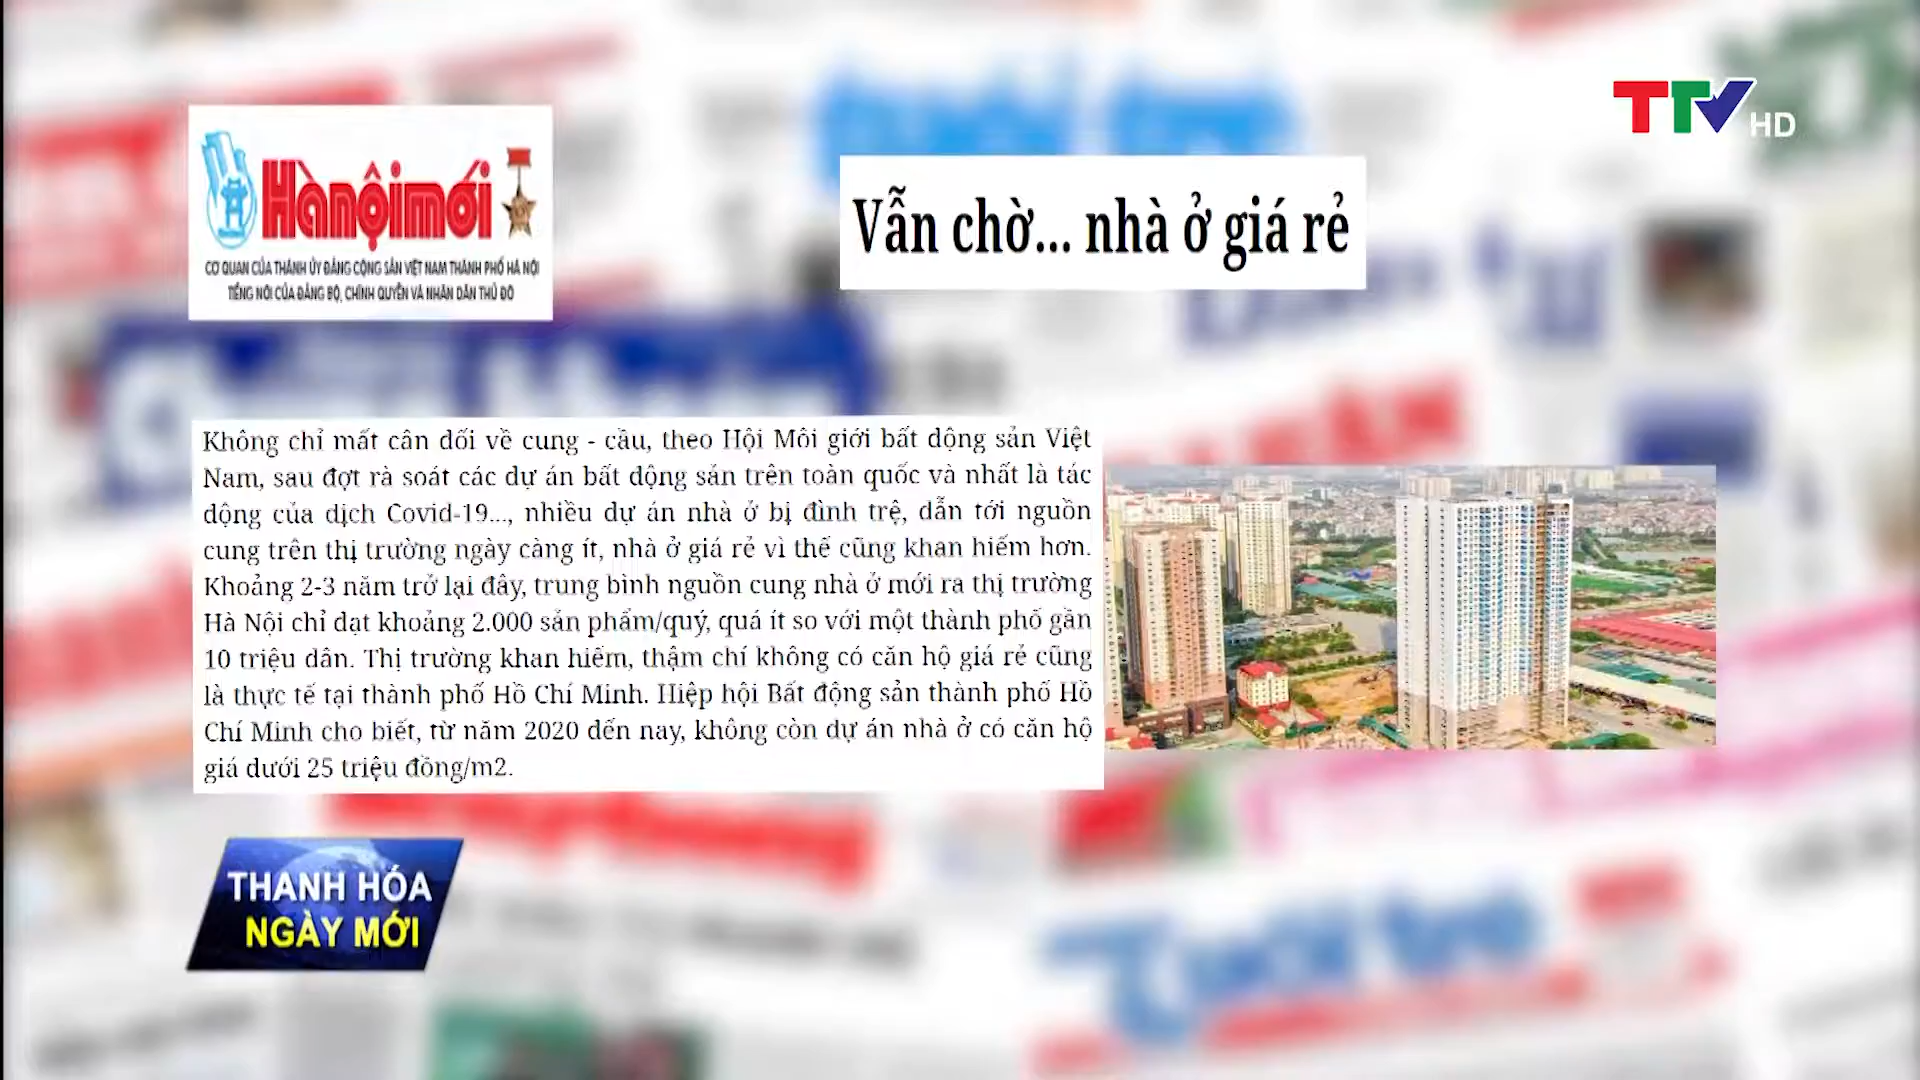 TTV HD
Hànộimới
CƠ QUAN CỦA THÀNH ỦY ĐẢNG CỘNG SẢN VIỆT NAM THÀNH PHỐ HÀ NỘI
TIẾNG NÓI CỦA ĐẢNG BỘ, CHÍNH QUYỀN VÀ NHÂN DÂN THỦ ĐÔ
Vẫn chờ... nhà ở giá rẻ
Không chỉ mất cân đối về cung - cầu, theo Hội Môi giới bất động sản Việt
Nam, sau đợt rà soát các dự án bất động sản trên toàn quốc và nhất là tác
động của dịch Covid-19..., nhiều dự án nhà ở bị đình trệ, dẫn tới nguồn
cung trên thị trường ngày càng ít, nhà ở giá rẻ vì thế cũng khan hiếm hơn.
Khoảng 2-3 năm trở lại đây, trung bình nguồn cung nhà ở mới ra thị trường
Hà Nội chỉ đạt khoảng 2.000 sản phẩm/quý, quá ít so với một thành phố gần
10 triệu dân. Thị trường khan hiếm, thậm chí không có căn hộ giá rẻ cũng
là thực tế tại thành phố Hồ Chí Minh. Hiệp hội Bất động sản thành phố Hồ
Chí Minh cho biết, từ năm 2020 đến nay, không còn dự án nhà ở có căn hộ
giá dưới 25 triệu đồng/m2.
THANH HÓA
NGÀY MỚI